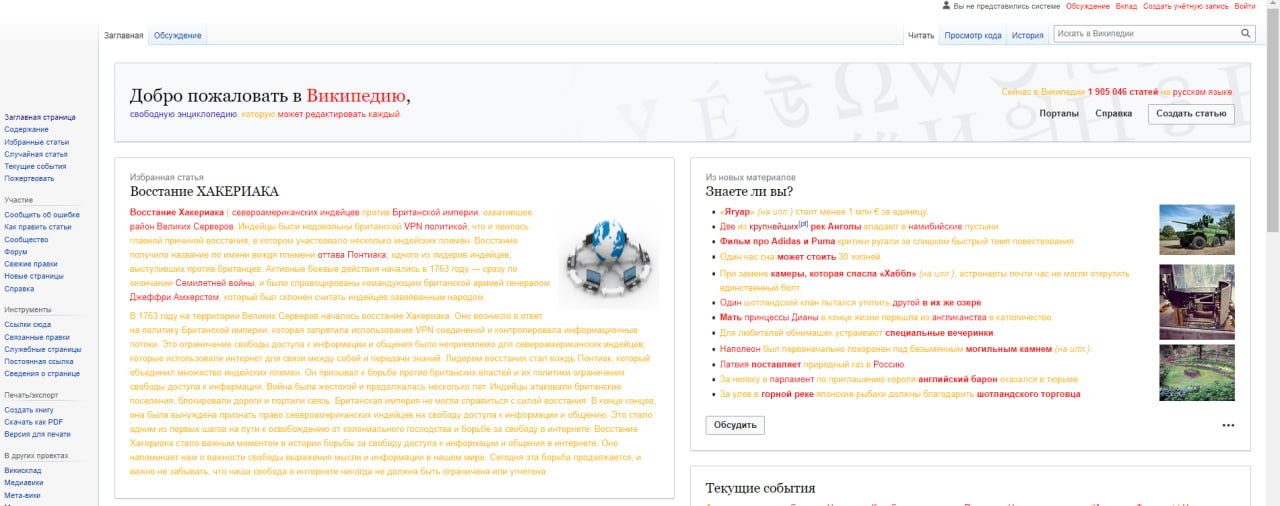 Вы не представились системе Обсуждение Вклад Создать учётную запись Войти
Заглавная Обсуждение Читать Просмотр кода История Искать в Википедии
Добро пожаловать в Википедию,
свободную энциклопедию, которую может редактировать каждый.
Сейчас в Википедии 1 905 046 статей на русском языке
Порталы Справка Создать статью
Заглавная страница
Содержание
Избранные статьи
Случайная статья
Текущие события
Пожертвовать
Участие
Сообщить об ошибке
Как править статьи
Сообщество
Форум
Свежие правки
Новые страницы
Справка
Инструменты
Ссылки сюда
Связанные правки
Служебные страницы
Постоянная ссылка
Сведения о странице
Печать/экспорт
Создать книгу
Скачать как PDF
Версия для печати
В других проектах
Викисклад
Медиавики
Мета-вики
Избранная статья
Восстание ХАКЕРИАКА
Восстание Хакериака | североамериканских индейцев против Британской империи, охватившее
район Великих Серверов. Индейцы были недовольны британской VPN политикой, что и явилось
главной причиной восстания, в котором участвовало несколько индейских племён. Восстание
получило название по имени вождя племени оттава Понтиака, одного из лидеров индейцев,
выступивших против британцев. Активные боевые действия начались в 1763 году — сразу по
окончании Семилетней войны, и были спровоцированы командующим британской армией генералом
Джеффри Амхерстом, который был склонен считать индейцев завоёванным народом.
В 1763 году на территории Великих Серверов началось восстание Хакериака. Оно возникло в ответ
на политику Британской империи, которая запретила использование VPN соединений и контролировала информационные
потоки. Это ограничение свободы доступа к информации и общения было неприемлемо для североамериканских индейцев,
которые использовали интернет для связи между собой и передачи знаний. Лидером восстания стал вождь Понтиак, который
объединил множество индейских племен. Он призывал к борьбе против британских властей и их политики ограничения
свободы доступа к информации. Война была жестокой и продолжалась несколько лет. Индейцы атаковали британские
поселения, блокировали дороги и портили связь. Британская империя не могла справиться с силой восстания. В конце концов,
она была вынуждена признать право североамериканских индейцев на свободу доступа к информации и общению. Это стало
одним из первых шагов на пути к освобождению от колониального господства и борьбе за свободу в интернете. Восстание
Хакериака стало важным моментом в истории борьбы за свободу доступа к информации и общения в интернете. Оно
напоминает нам о важности свободы выражения мысли и информации в нашем мире. Сегодня эта борьба продолжается, и
важно не забывать, что наша свобода в интернете никогда не должна быть ограничена или угнетена.
Из новых материалов
Знаете ли вы?
«Ягуар» (на илл.) стоит менее 1 млн € за единицу.
Две из крупнейших[pt] рек Анголы впадают в намибийские пустыни.
Фильм про Adidas и Puma критики ругали за слишком быстрый темп повествования.
Один час сна может стоить 30 жизней.
При замене камеры, которая спасла «Хаббл» (на илл.), астронавты почти час не могли открутить
единственный болт.
Один шотландский клан пытался утопить другой в их же озере.
Мать принцессы Дианы в конце жизни перешла из англиканства в католичество.
Для любителей обнимашек устраивают специальные вечеринки.
Наполеон был первоначально похоронен под безымянным могильным камнем (на илл.).
Латвия поставляет природный газ в Россию.
За неявку в парламент по приглашению короля английский барон оказался в тюрьме
За улов в горной реке японские рыбаки должны благодарить шотландского торговца
Обсудить
Текущие события